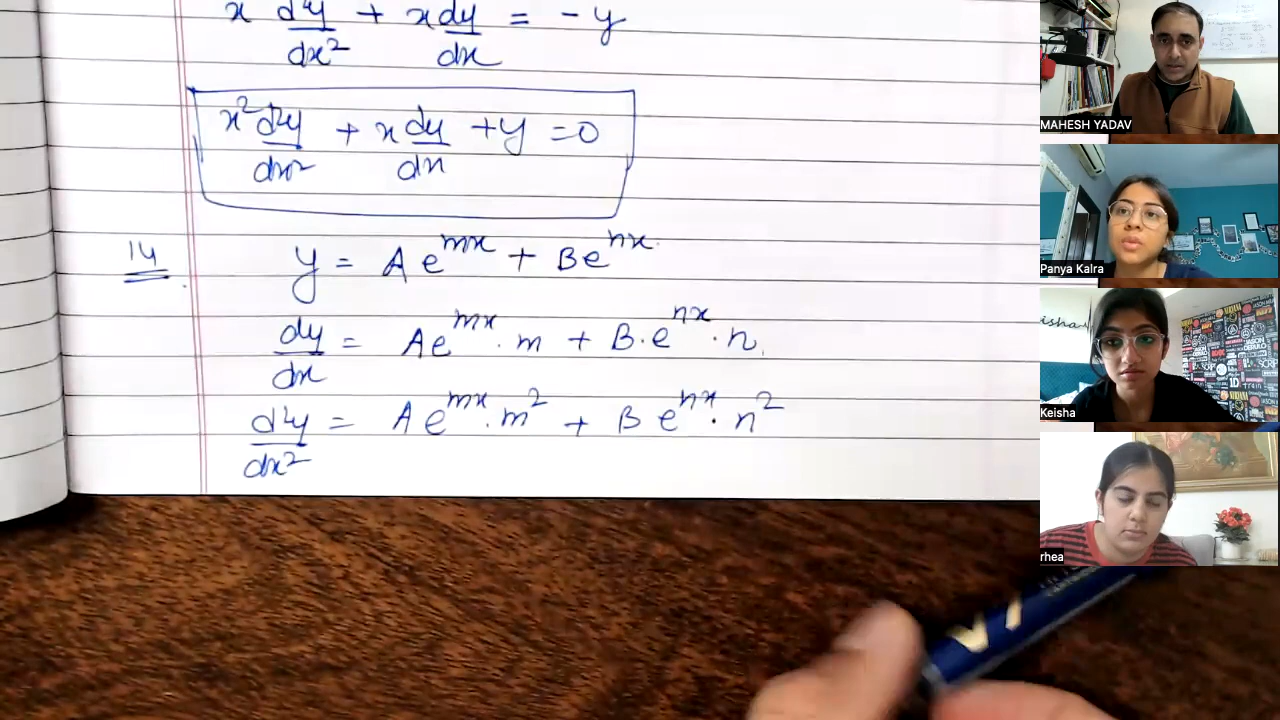 x d²y/dx² + x dy/dx = - y
x² d²y/dx² + x dy/dx + y = 0
14 y = A e^mx + B e^nx
dy/dx = A e^mx . m + B . e^nx . n
d²y/dx² = A e^mx . m² + B e^nx . n²
MAHESH YADAV
Panya Kalra
Keisha
rhea